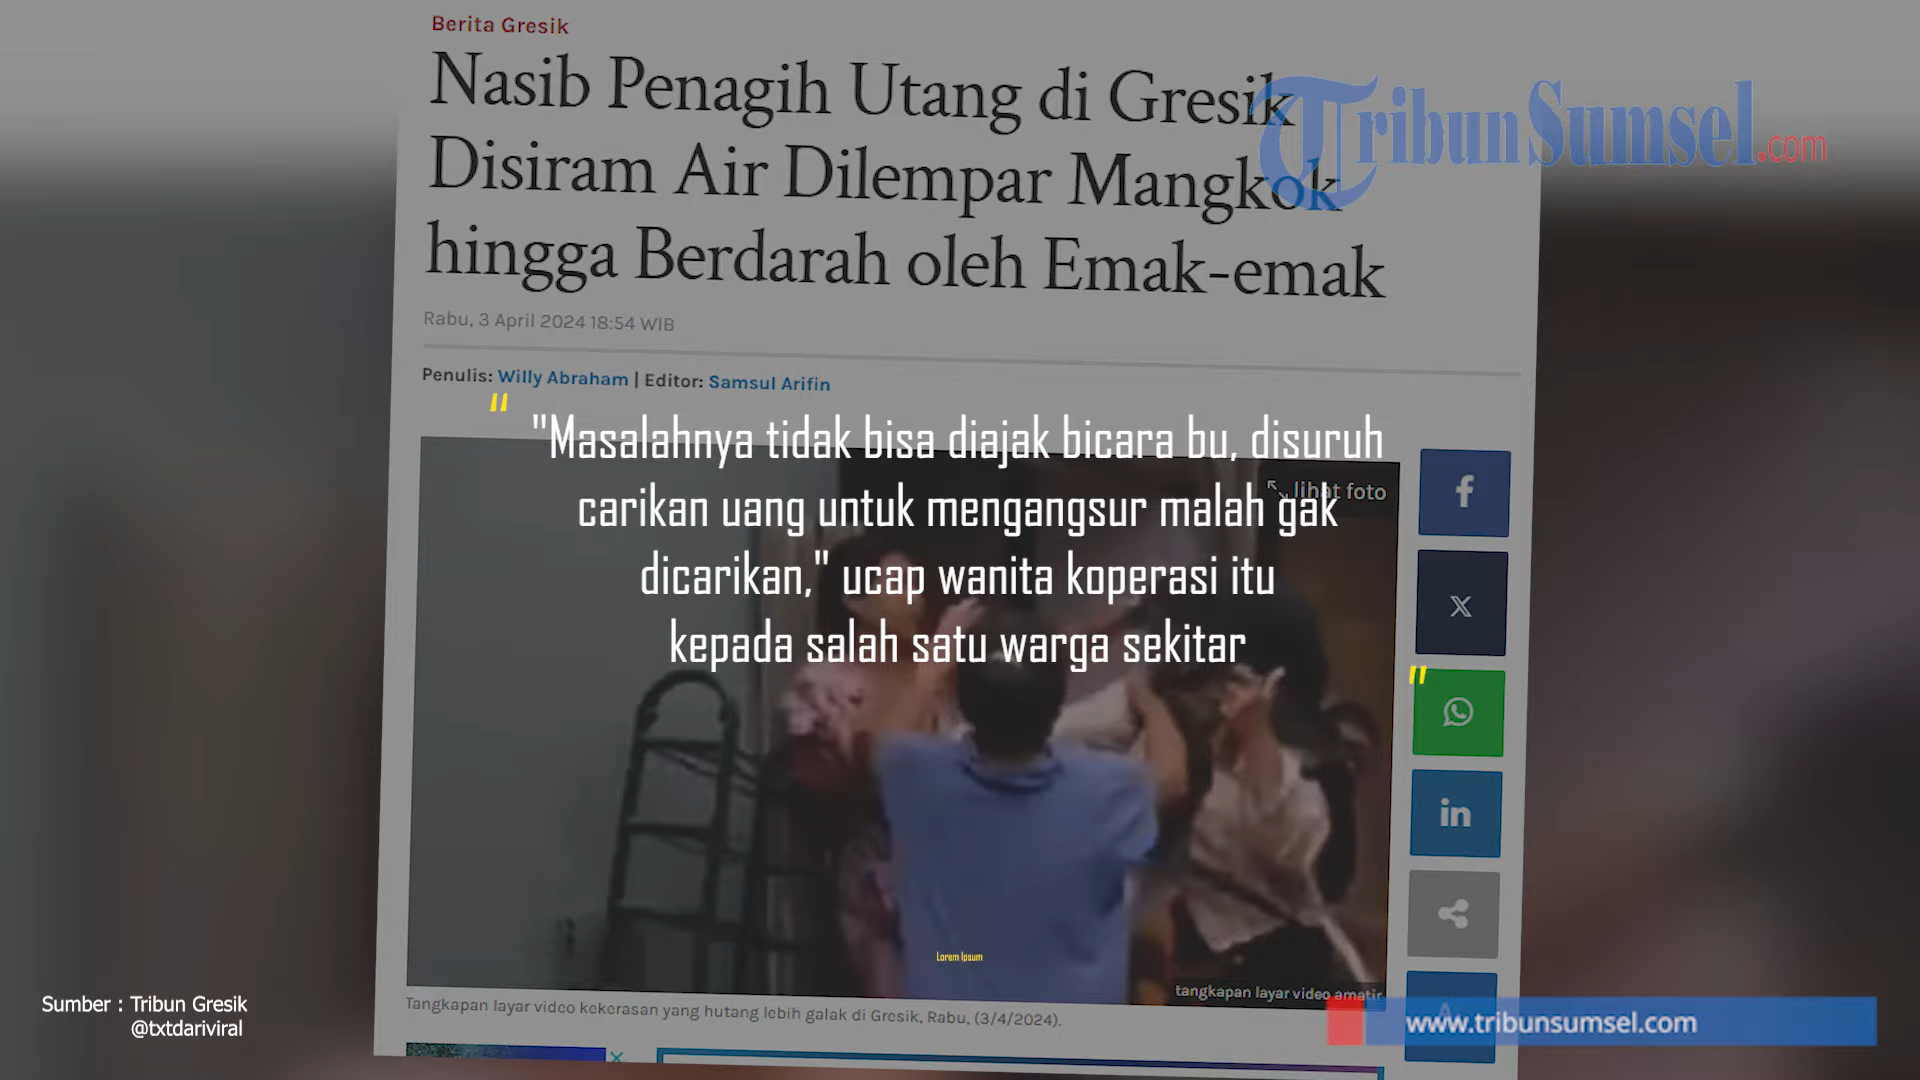 Berita Gresik
Nasib Penagih Utang di Gresik
Disiram Air Dilempar Mangkok
hingga Berdarah oleh Emak-emak
TribunSumsel.com
Rabu, 3 April 2024 18:54 WIB
Penulis: Willy Abraham | Editor: Samsul Arifin
"
"Masalahnya tidak bisa diajak bicara bu, disuruh
carikan uang untuk mengangsur malah gak
dicarikan," ucap wanita koperasi itu
kepada salah satu warga sekitar
"
lihat foto
Lorem Ipsum
tangkapan layar video amatir
Tangkapan layar video kekerasan yang hutang lebih galak di Gresik, Rabu, (3/4/2024).
Sumber : Tribun Gresik
@txtdariviral
www.tribunsumsel.com